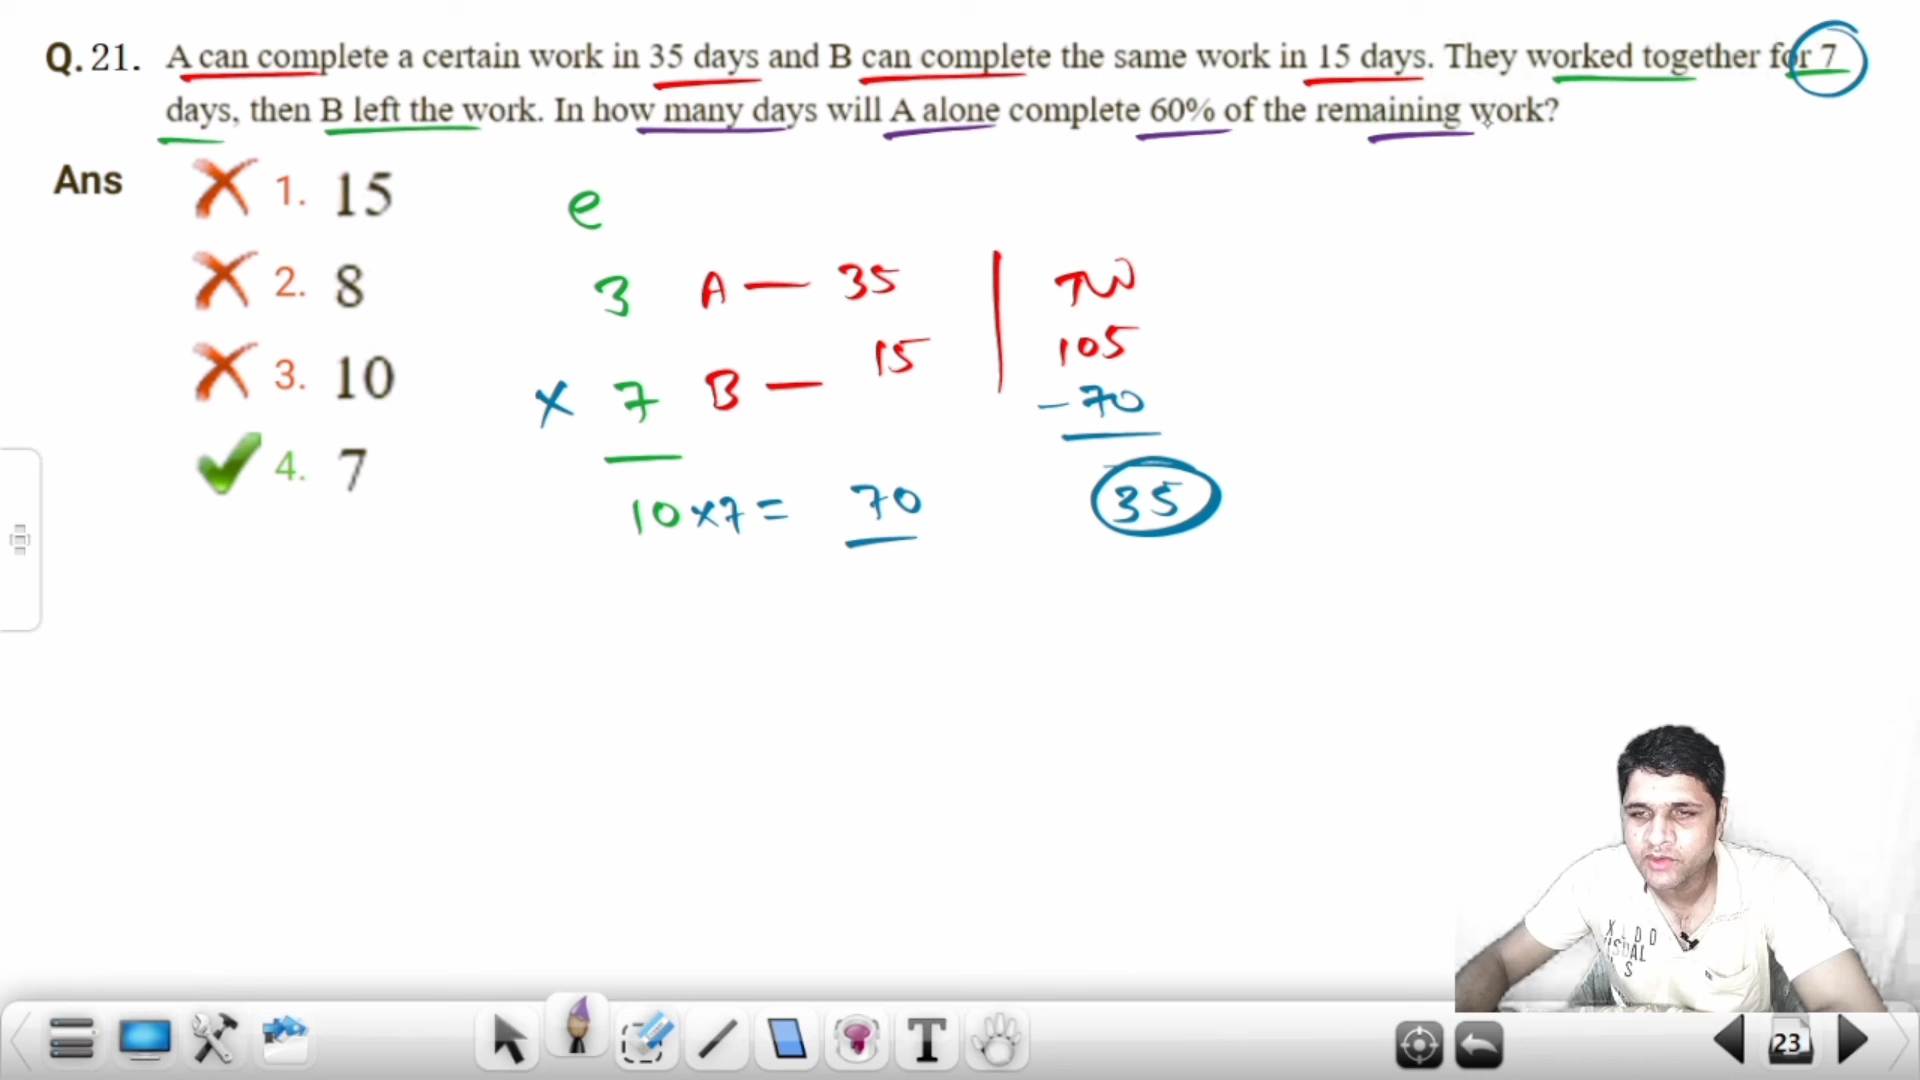 Q. 21. A can complete a certain work in 35 days and B can complete the same work in 15 days. They worked together for 7
days, then B left the work. In how many days will A alone complete 60% of the remaining work?
Ans
1. 15
2. 8
3. 10
4. 7
e
3 A — 35 TW
15 105
x 7 B — -70
10 x 7 = 70 35
X L D D
VISUAL
S
T
23